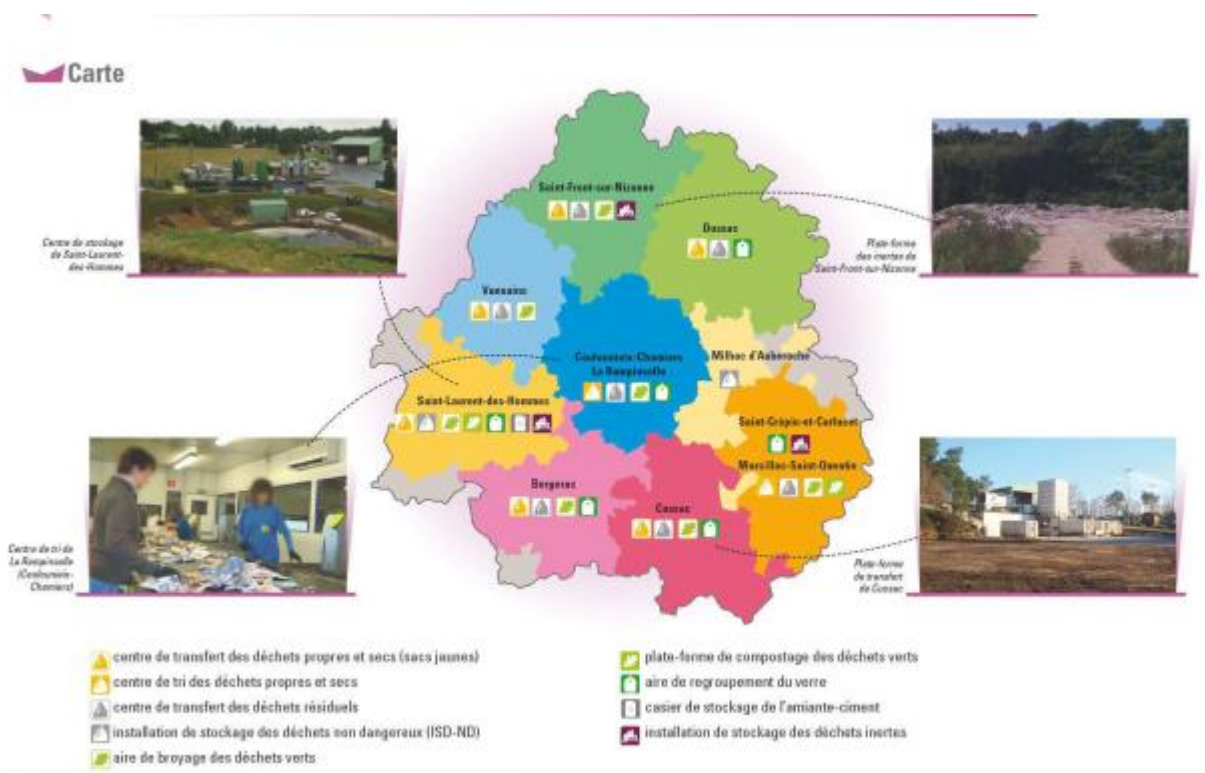 Carte
Saint-Front-sur-Nizonne
Dussac
Centre de stockage
de Saint-Laurent-
des-Hommes
Plate-forme
des inertes de
Saint-Front-sur-Nizonne
Vanxains
Coulounieix-Chamiers
La Rampinsolle
Milhac d'Auberoche
Saint-Laurent-des-Hommes
Saint-Crépin-et-Carlucet
Marcillac-Saint-Quentin
Bergerac
Cussac
Centre de tri de
La Rampinsolle
(Coulounieix-
Chamiers)
Plate-forme
de transfert
de Cussac
centre de transfert des déchets propres et secs (sacs jaunes)
centre de tri des déchets propres et secs
centre de transfert des déchets résiduels
installation de stockage des déchets non dangereux (ISD-ND)
aire de broyage des déchets verts
plate-forme de compostage des déchets verts
aire de regroupement du verre
casier de stockage de l'amiante-ciment
installation de stockage des déchets inertes